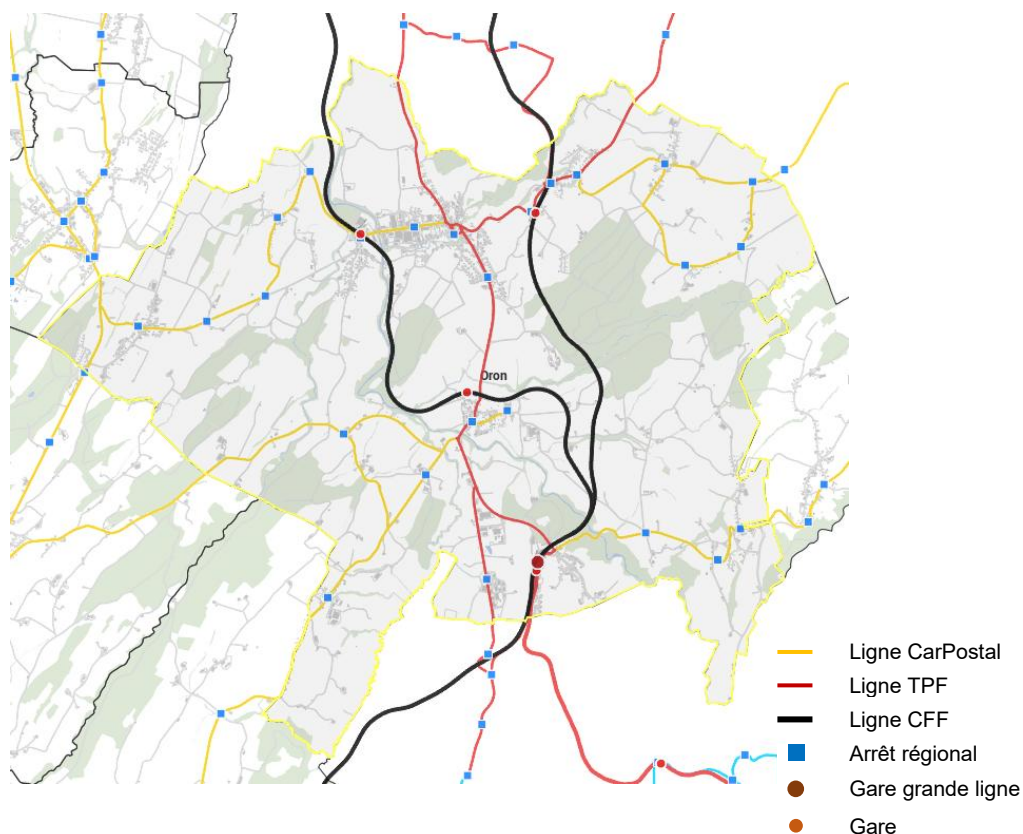 Oron
Ligne CarPostal
Ligne TPF
Ligne CFF
Arrêt régional
Gare grande ligne
Gare